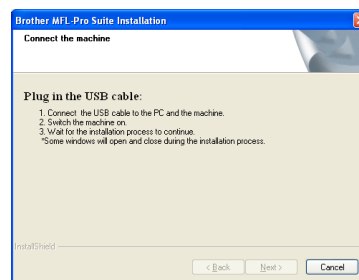 Brother MFL-Pro Suite Installation
Connect the machine
Plug in the USB cable:
1. Connect the USB cable to the PC and the machine.
2. Switch the machine on.
3. Wait for the installation process to continue.
*Some windows will open and close during the installation process.
InstallShield
< Back Next > Cancel